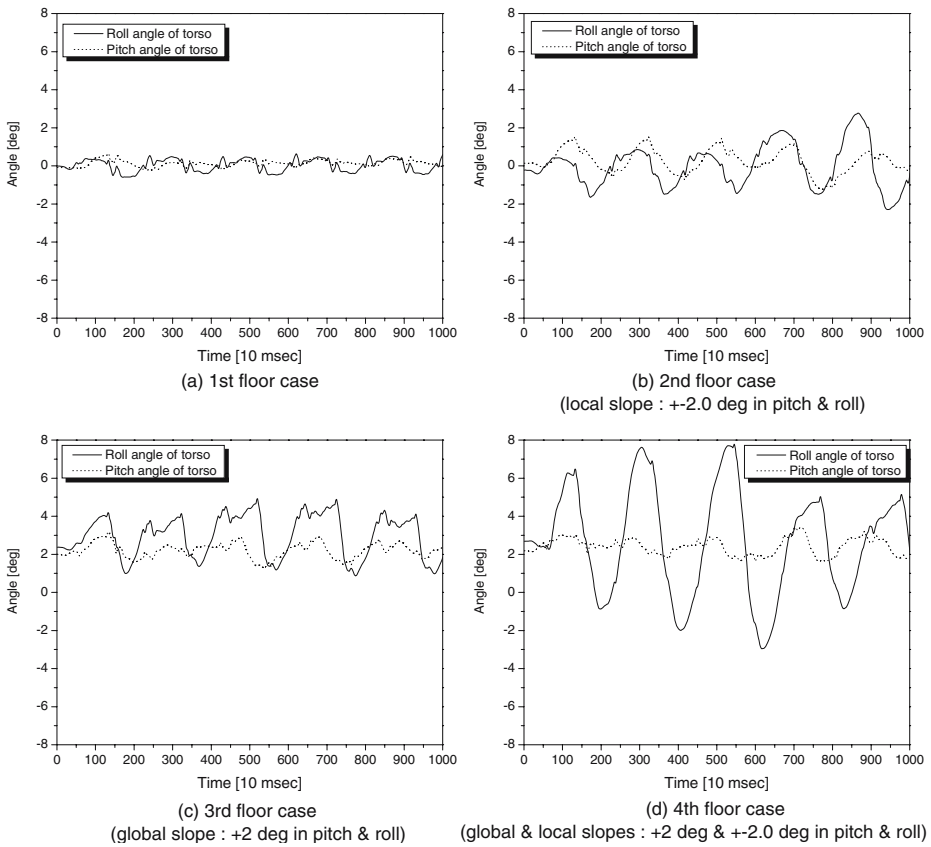 8
6
4
2
0
-2
-4
-6
-8
Angle [deg]
Roll angle of torso
Pitch angle of torso
0 100 200 300 400 500 600 700 800 900 1000
Time [10 msec]
(a) 1st floor case
8
6
4
2
0
-2
-4
-6
-8
Angle [deg]
Roll angle of torso
Pitch angle of torso
0 100 200 300 400 500 600 700 800 900 1000
Time [10 msec]
(b) 2nd floor case
(local slope : +-2.0 deg in pitch & roll)
8
6
4
2
0
-2
-4
-6
-8
Angle [deg]
Roll angle of torso
Pitch angle of torso
0 100 200 300 400 500 600 700 800 900 1000
Time [10 msec]
(c) 3rd floor case
(global slope : +2 deg in pitch & roll)
8
6
4
2
0
-2
-4
-6
-8
Angle [deg]
Roll angle of torso
Pitch angle of torso
0 100 200 300 400 500 600 700 800 900 1000
Time [10 msec]
(d) 4th floor case
(global & local slopes : +2 deg & +-2.0 deg in pitch & roll)